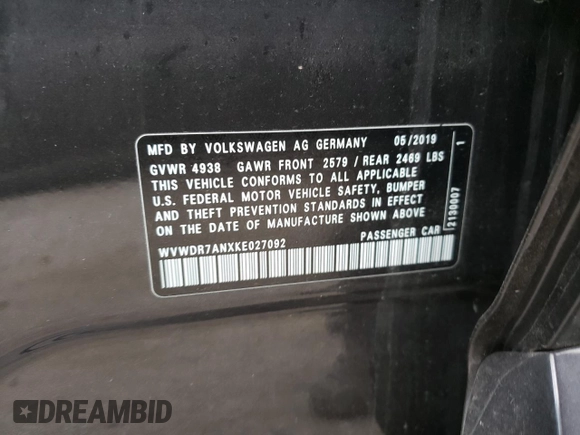 MFD BY VOLKSWAGEN AG GERMANY 05/2019
GVWR 4938 GAWR FRONT 2579 / REAR 2469 LBS
THIS VEHICLE CONFORMS TO ALL APPLICABLE
U.S. FEDERAL MOTOR VEHICLE SAFETY, BUMPER
AND THEFT PREVENTION STANDARDS IN EFFECT
ON THE DATE OF MANUFACTURE SHOWN ABOVE
WVWDR7ANXKE027092 PASSENGER CAR
2130007 1
DREAMBID